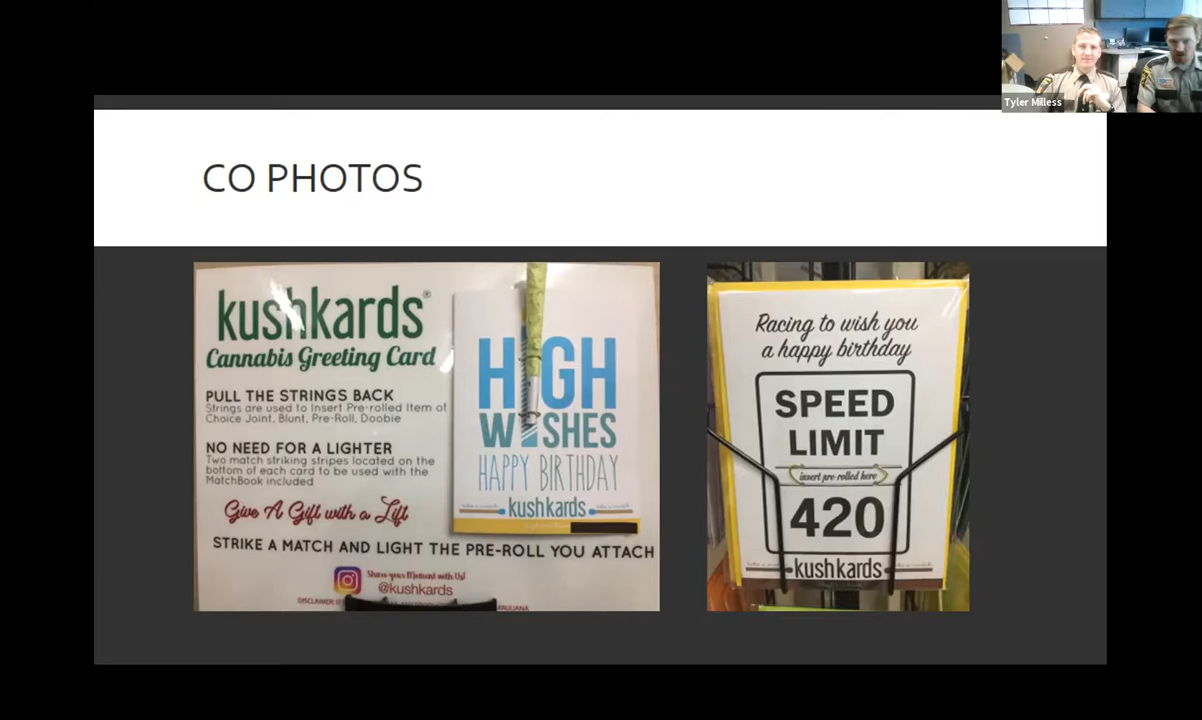 Tyler Milless
CO PHOTOS
kushkards®
Cannabis Greeting Card
PULL THE STRINGS BACK
Strings are used to Insert Pre-rolled Item of
Choice Joint, Blunt, Pre-Roll, Doobie
NO NEED FOR A LIGHTER
Two match striking stripes located on the
bottom of each card to be used with the
MatchBook included
Give A Gift with a Lift
STRIKE A MATCH AND LIGHT THE PRE-ROLL YOU ATTACH
Share your Moment with Us!
@kushkards
HIGH
WISHES
HAPPY BIRTHDAY
kushkards
Racing to wish you
a happy birthday
SPEED
LIMIT
insert pre-rolled here
420
kushkards